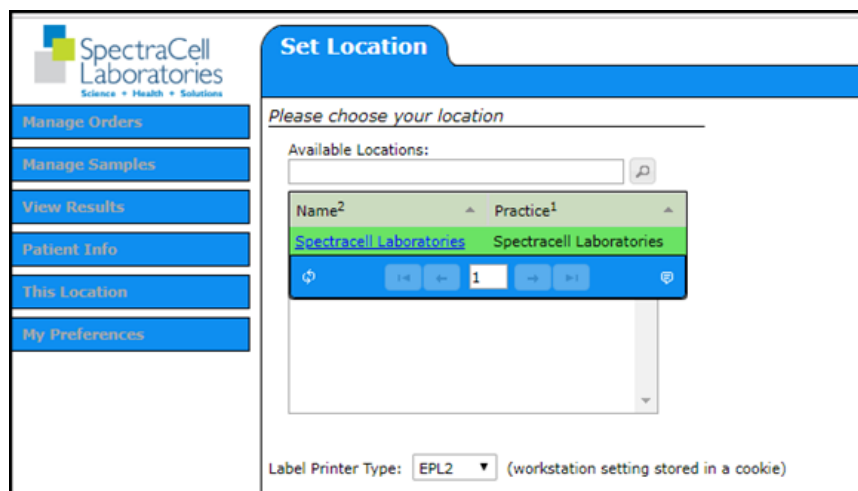 SpectraCell
Laboratories
Science + Health + Solutions
Set Location
Manage Orders
Manage Samples
View Results
Patient Info
This Location
My Preferences
Please choose your location
Available Locations:
Name² Practice¹
Spectracell Laboratories Spectracell Laboratories
1
Label Printer Type: EPL2 (workstation setting stored in a cookie)